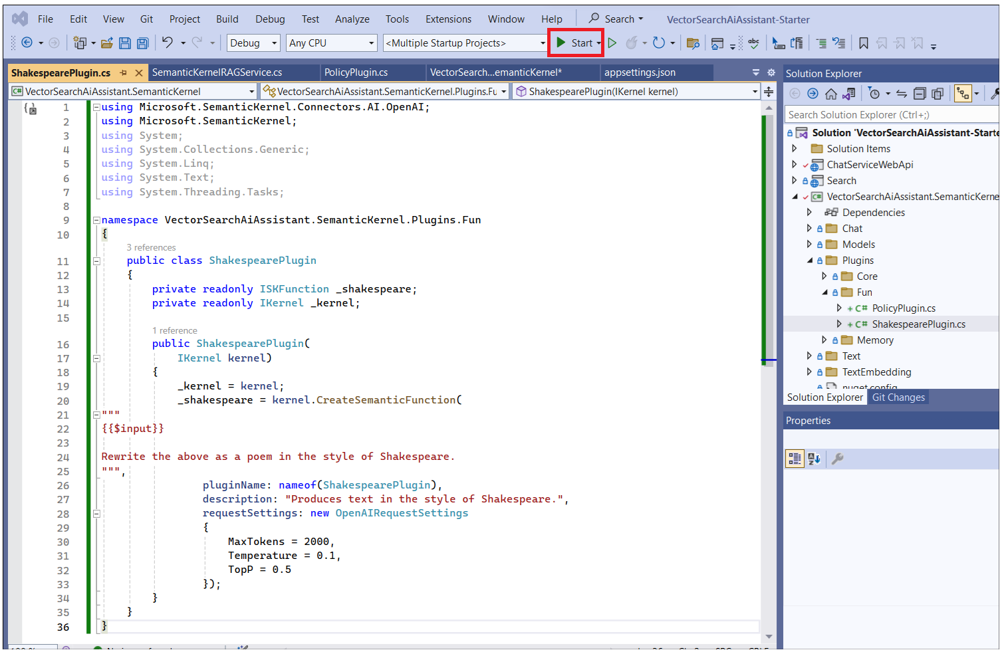 File Edit View Git Project Build Debug Test Analyze Tools Extensions Window Help Search VectorSearchAiAssistant-Starter
Debug Any CPU <Multiple Startup Projects> Start
ShakespearePlugin.cs SemanticKernelRAGService.cs PolicyPlugin.cs VectorSearch...emanticKernel* appsettings.json
VectorSearchAiAssistant.SemanticKernel VectorSearchAiAssistant.SemanticKernel.Plugins.Fu ShakespearePlugin(IKernel kernel)
1 using Microsoft.SemanticKernel.Connectors.AI.OpenAI;
2 using Microsoft.SemanticKernel;
3 using System;
4 using System.Collections.Generic;
5 using System.Linq;
6 using System.Text;
7 using System.Threading.Tasks;
8
9 namespace VectorSearchAiAssistant.SemanticKernel.Plugins.Fun
10 {
3 references
11 public class ShakespearePlugin
12 {
13 private readonly ISKFunction _shakespeare;
14 private readonly IKernel _kernel;
15
1 reference
16 public ShakespearePlugin(
17 IKernel kernel)
18 {
19 _kernel = kernel;
20 _shakespeare = kernel.CreateSemanticFunction(
21 """
22 {{$input}}
23
24 Rewrite the above as a poem in the style of Shakespeare.
25 """,
26 pluginName: nameof(ShakespearePlugin),
27 description: "Produces text in the style of Shakespeare.",
28 requestSettings: new OpenAIRequestSettings
29 {
30 MaxTokens = 2000,
31 Temperature = 0.1,
32 TopP = 0.5
33 });
34 }
35 }
36 }
Solution Explorer
Search Solution Explorer (Ctrl+;)
Solution 'VectorSearchAiAssistant-Starte
Solution Items
ChatServiceWebApi
Search
VectorSearchAiAssistant.SemanticKerne
Dependencies
Chat
Models
Plugins
Core
Fun
C# PolicyPlugin.cs
C# ShakespearePlugin.cs
Memory
Text
TextEmbedding
nuget.config
Solution Explorer Git Changes
Properties